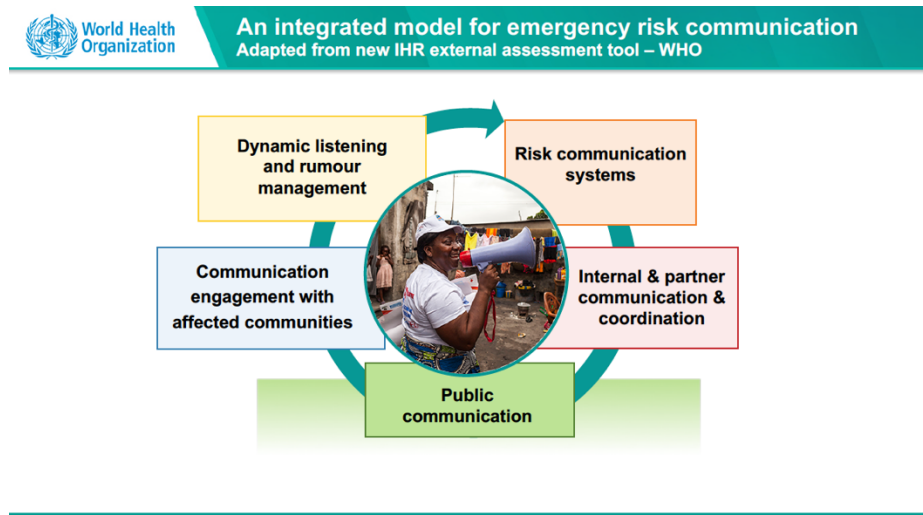 World Health
Organization
An integrated model for emergency risk communication
Adapted from new IHR external assessment tool – WHO
Dynamic listening
and rumour
management
Risk communication
systems
Communication
engagement with
affected communities
Internal & partner
communication &
coordination
Public
communication